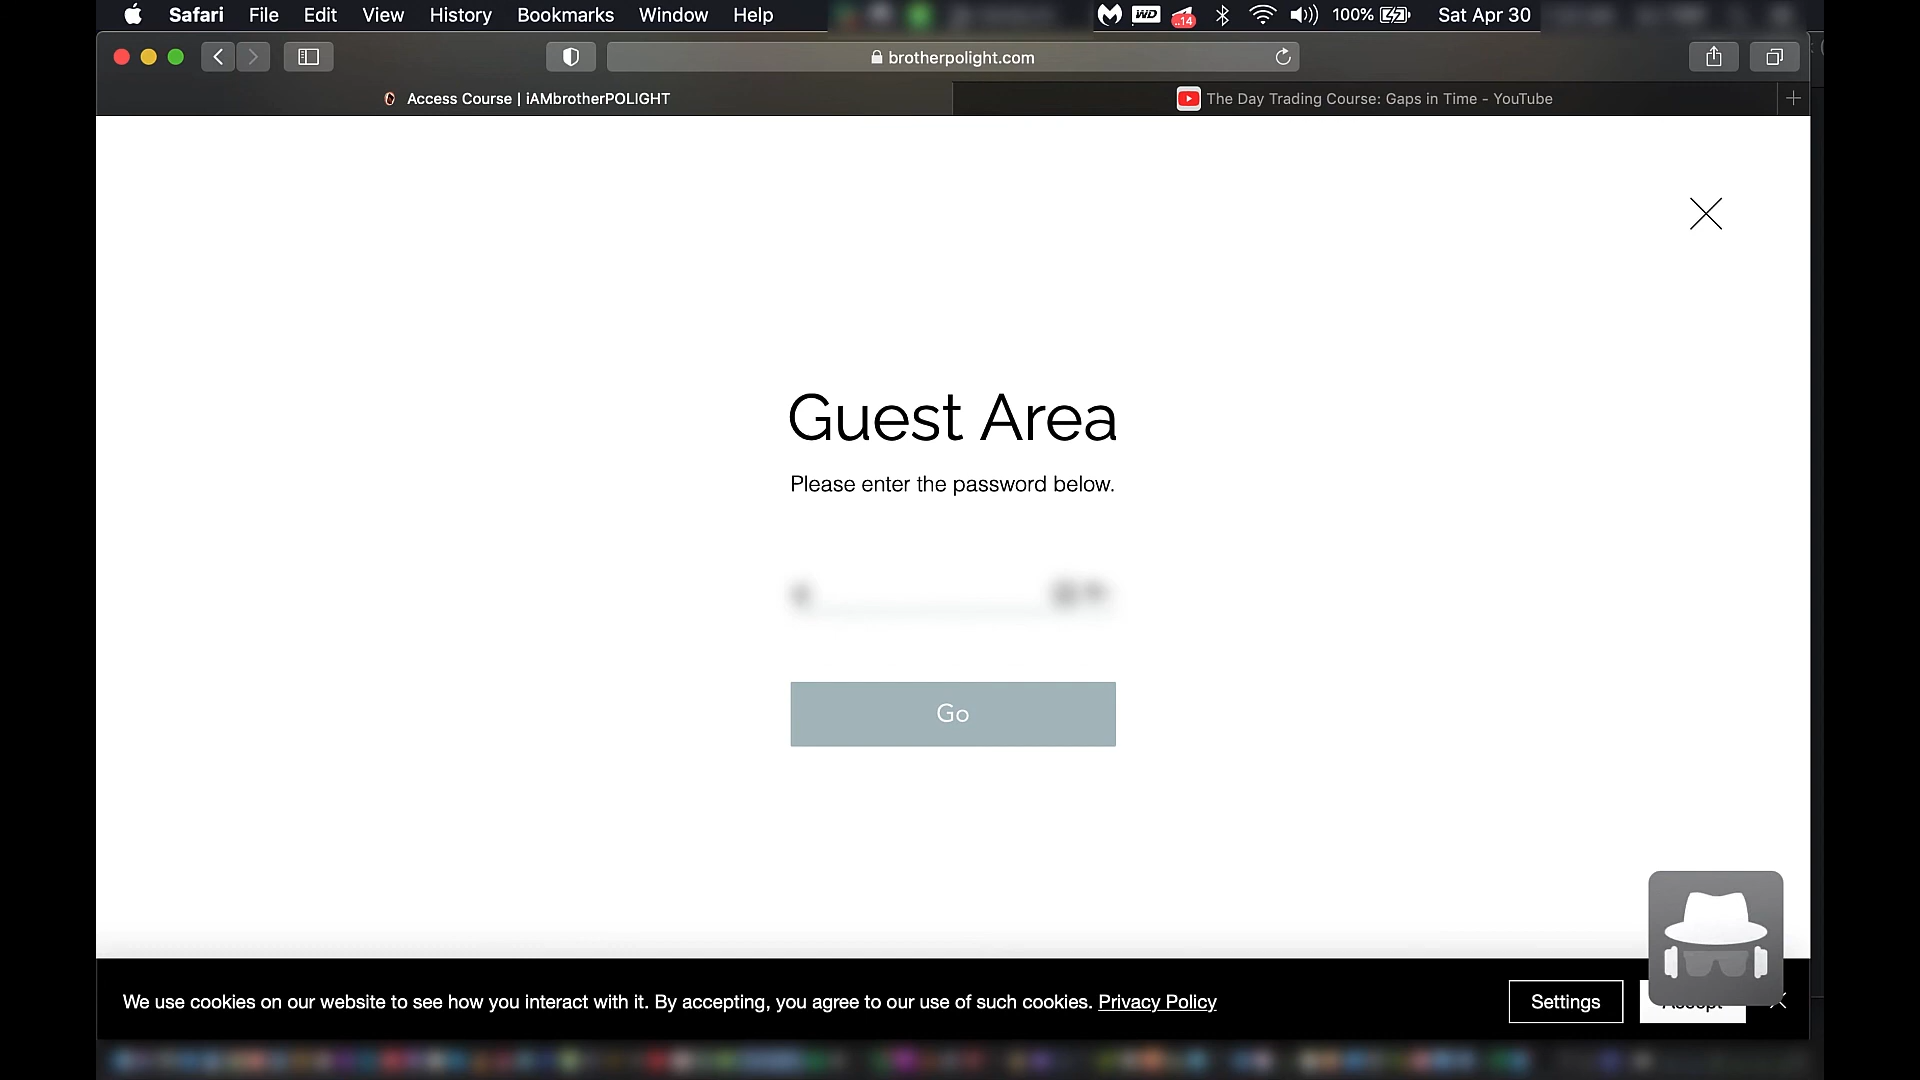 Safari File Edit View History Bookmarks Window Help WD ..14 100% Sat Apr 30
brotherpolight.com
Access Course | iAMbrotherPOLIGHT
The Day Trading Course: Gaps in Time - YouTube
Guest Area
Please enter the password below.
Go
We use cookies on our website to see how you interact with it. By accepting, you agree to our use of such cookies. Privacy Policy
Settings